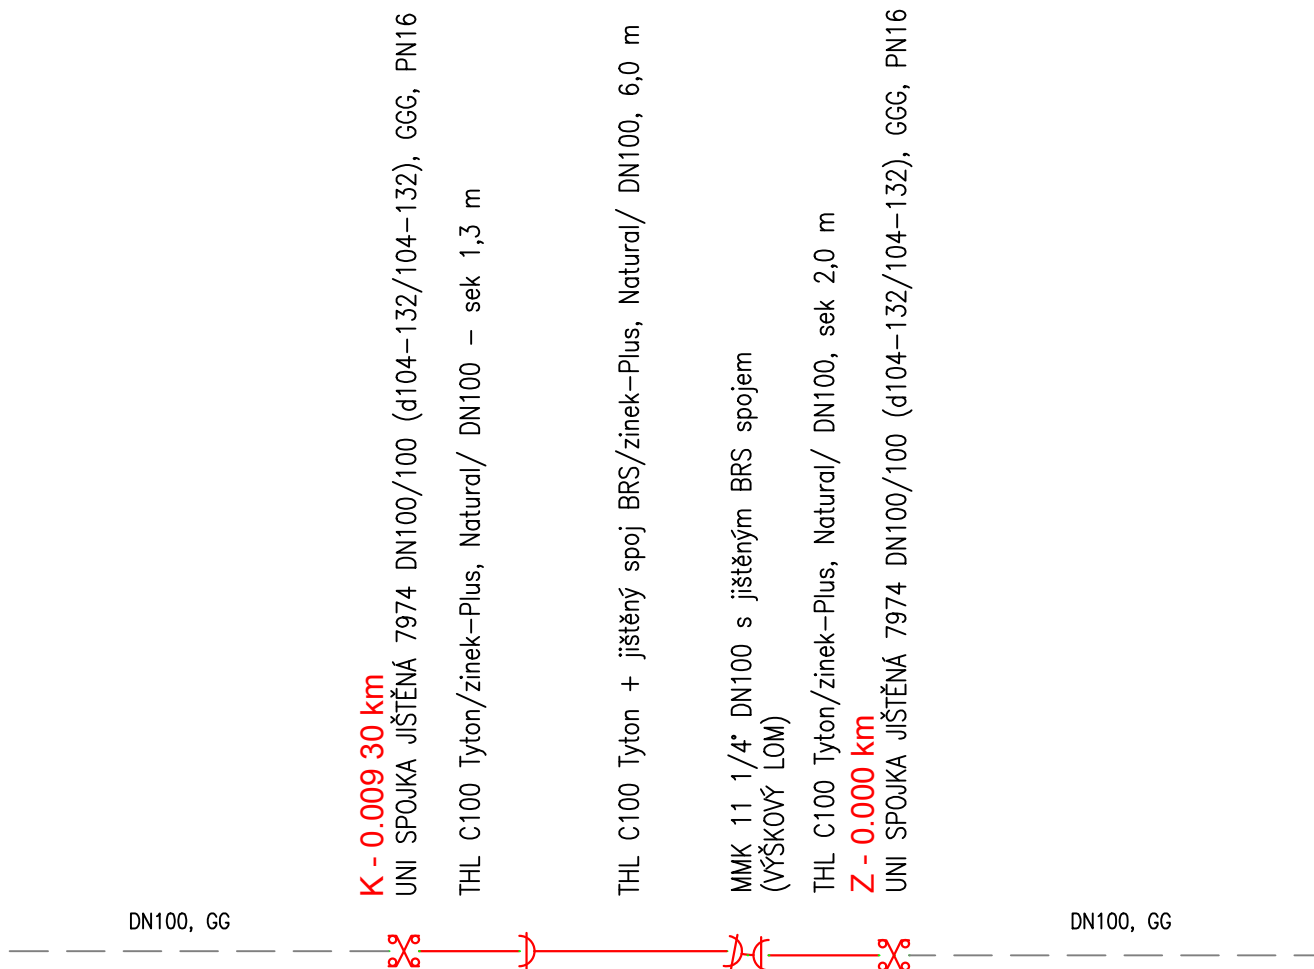 K - 0.009 30 km
UNI SPOJKA JIŠTĚNÁ 7974 DN100/100 (d104–132/104–132), GGG, PN16
THL C100 Tyton/zinek–Plus, Natural/ DN100 – sek 1,3 m
THL C100 Tyton + jištěný spoj BRS/zinek–Plus, Natural/ DN100, 6,0 m
MMK 11 1/4° DN100 s jištěným BRS spojem
(VÝŠKOVÝ LOM)
THL C100 Tyton/zinek–Plus, Natural/ DN100, sek 2,0 m
Z - 0.000 km
UNI SPOJKA JIŠTĚNÁ 7974 DN100/100 (d104–132/104–132), GGG, PN16
DN100, GG
DN100, GG